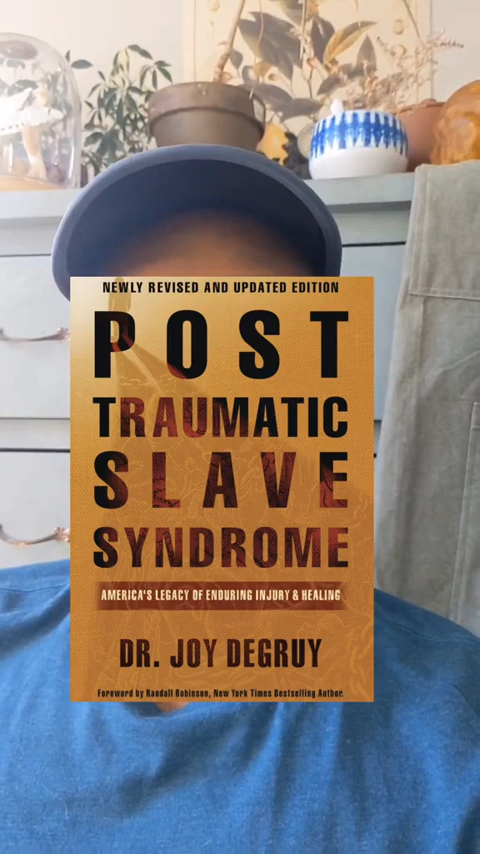 NEWLY REVISED AND UPDATED EDITION
POST
TRAUMATIC
SLAVE
SYNDROME
AMERICA'S LEGACY OF ENDURING INJURY & HEALING
DR. JOY DEGRUY
Foreword by Randall Robinson, New York Times Bestselling Author.